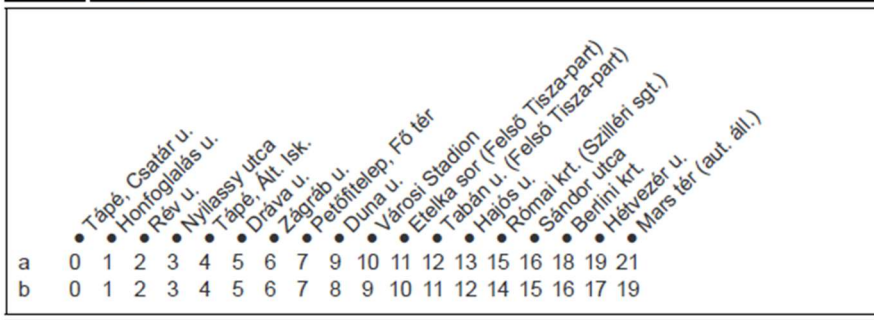 Tápé, Csatár u.
Honfoglalás u.
Rév u.
Nyilassy utca
Tápé, Ált. Isk.
Dráva u.
Zágráb u.
Petőfitelep, Fő tér
Duna u.
Városi Stadion
Etelka sor (Felső Tisza-part)
Tabán u. (Felső Tisza-part)
Hajós u.
Római krt. (Szilléri sgt.)
Sándor utca
Berlini krt.
Hétvezér u.
Mars tér (aut. áll.)
a 0 1 2 3 4 5 6 7 9 10 11 12 13 15 16 18 19 21
b 0 1 2 3 4 5 6 7 8 9 10 11 12 14 15 16 17 19